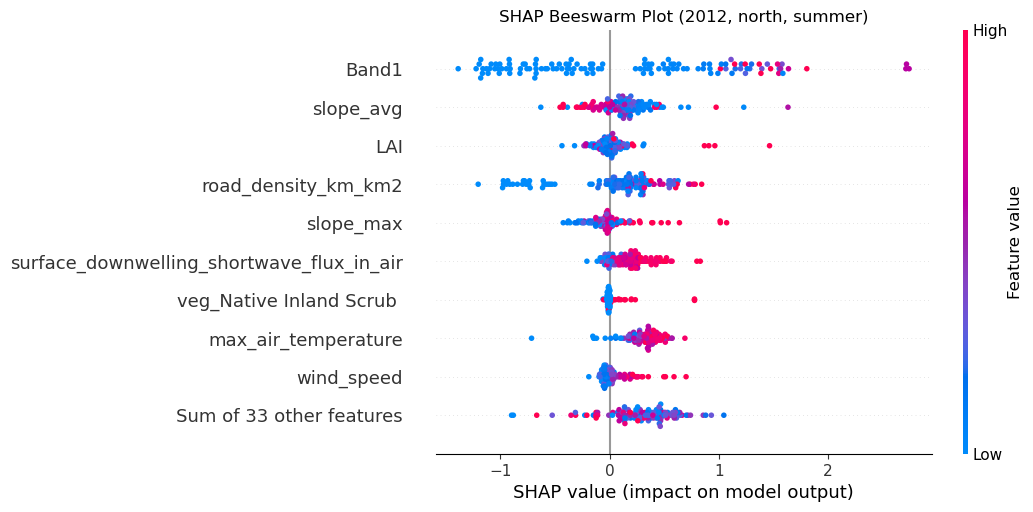 SHAP Beeswarm Plot (2012, north, summer)
High
Band1
slope_avg
LAI
road_density_km_km2
slope_max
surface_downwelling_shortwave_flux_in_air
veg_Native Inland Scrub
max_air_temperature
wind_speed
Sum of 33 other features
Feature value
Low
−1 0 1 2
SHAP value (impact on model output)